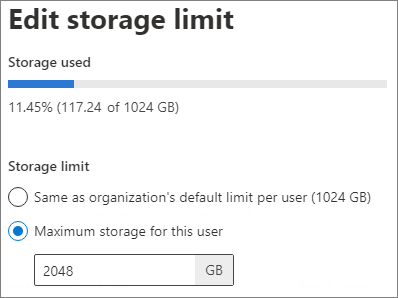 Edit storage limit
Storage used
11.45% (117.24 of 1024 GB)
Storage limit
Same as organization's default limit per user (1024 GB)
Maximum storage for this user
2048 GB